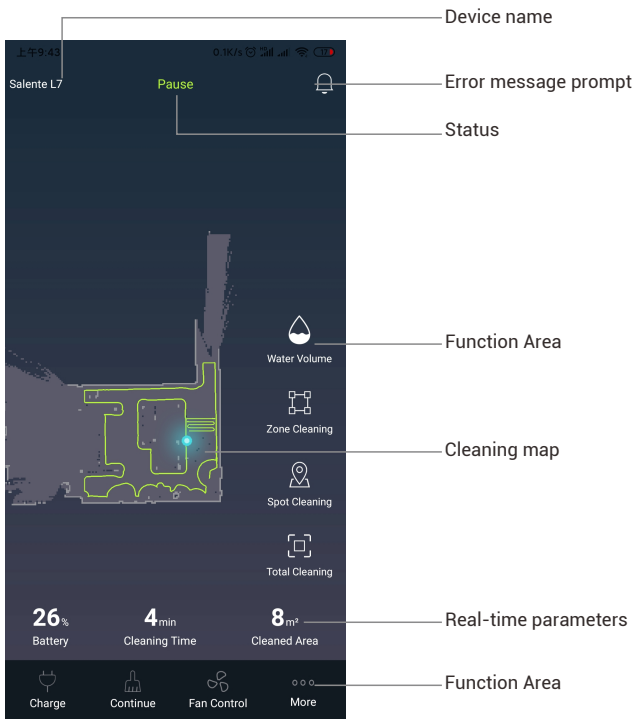 Device name
上午9:43
0.1K/s
Salente L7
Pause
Error message prompt
Status
Water Volume
Function Area
Zone Cleaning
Cleaning map
Spot Cleaning
Total Cleaning
26% 4min 8m²
Real-time parameters
Battery Cleaning Time Cleaned Area
Function Area
Charge Continue Fan Control More